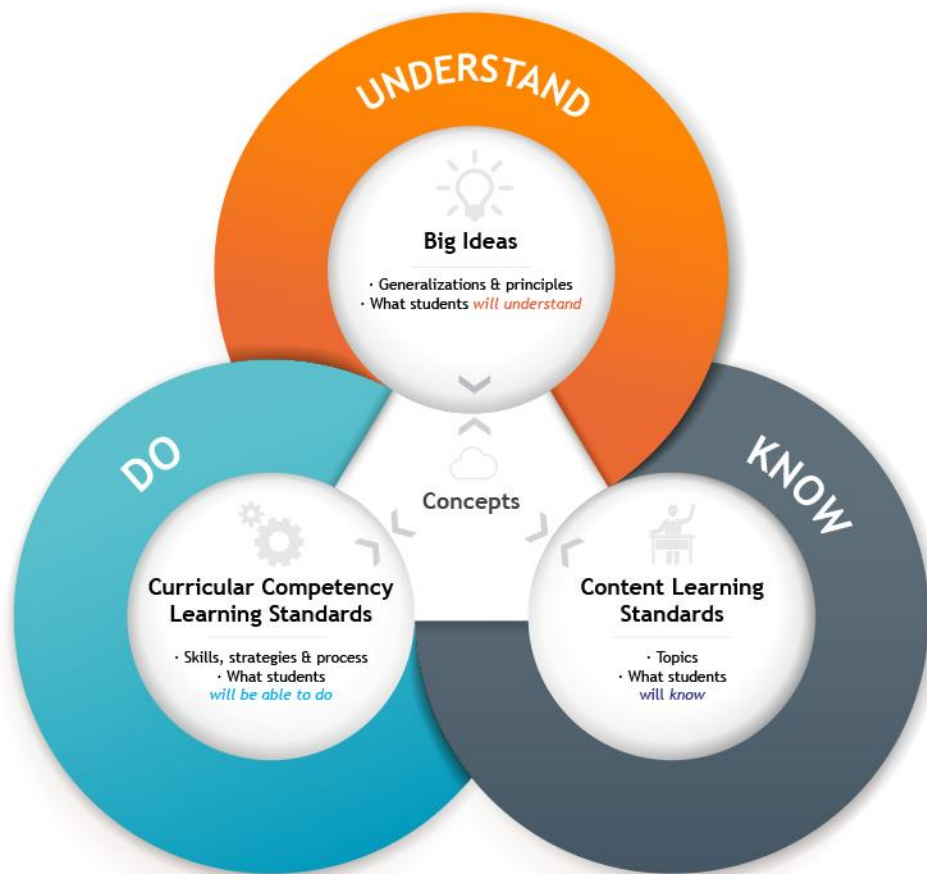 UNDERSTAND
Big Ideas
· Generalizations & principles
· What students will understand
Concepts
DO
Curricular Competency
Learning Standards
· Skills, strategies & process
· What students
will be able to do
KNOW
Content Learning
Standards
· Topics
· What students
will know